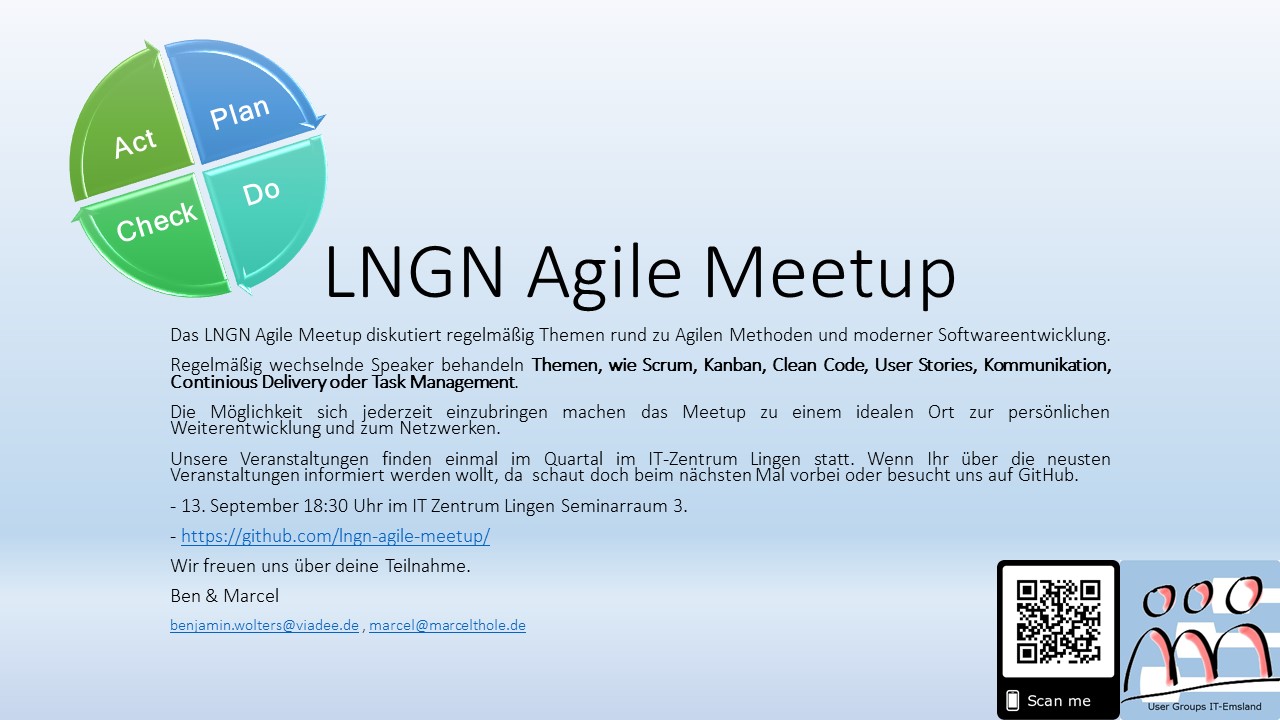 Plan
Act
Do
Check
LNGN Agile Meetup
Das LNGN Agile Meetup diskutiert regelmäßig Themen rund zu Agilen Methoden und moderner Softwareentwicklung.
Regelmäßig wechselnde Speaker behandeln Themen, wie Scrum, Kanban, Clean Code, User Stories, Kommunikation,
Continious Delivery oder Task Management.
Die Möglichkeit sich jederzeit einzubringen machen das Meetup zu einem idealen Ort zur persönlichen
Weiterentwicklung und zum Netzwerken.
Unsere Veranstaltungen finden einmal im Quartal im IT-Zentrum Lingen statt. Wenn Ihr über die neusten
Veranstaltungen informiert werden wollt, da schaut doch beim nächsten Mal vorbei oder besucht uns auf GitHub.
- 13. September 18:30 Uhr im IT Zentrum Lingen Seminarraum 3.
- https://github.com/lngn-agile-meetup/
Wir freuen uns über deine Teilnahme.
Ben & Marcel
benjamin.wolters@viadee.de , marcel@marcelthole.de
Scan me
User Groups IT-Emsland